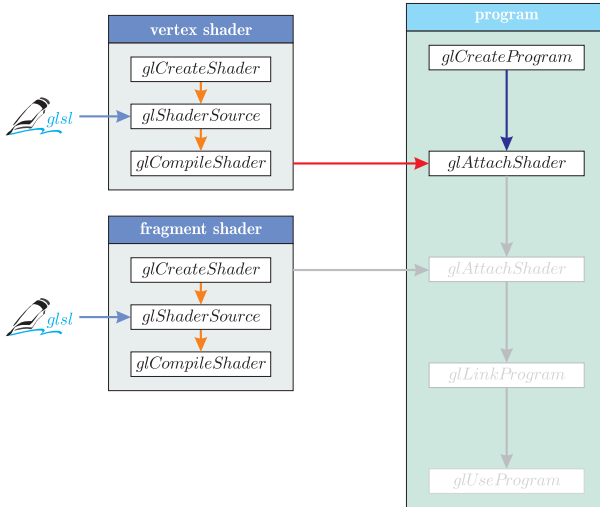 vertex shader
glCreateShader
glShaderSource
glCompileShader
glsl
fragment shader
glCreateShader
glShaderSource
glCompileShader
glsl
program
glCreateProgram
glAttachShader
glAttachShader
glLinkProgram
glUseProgram